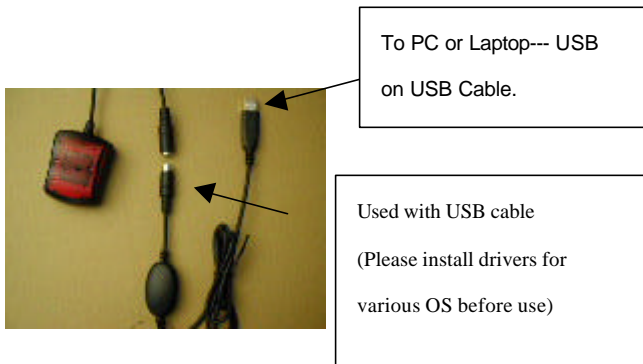 To PC or Laptop--- USB
on USB Cable.
Used with USB cable
(Please install drivers for
various OS before use)